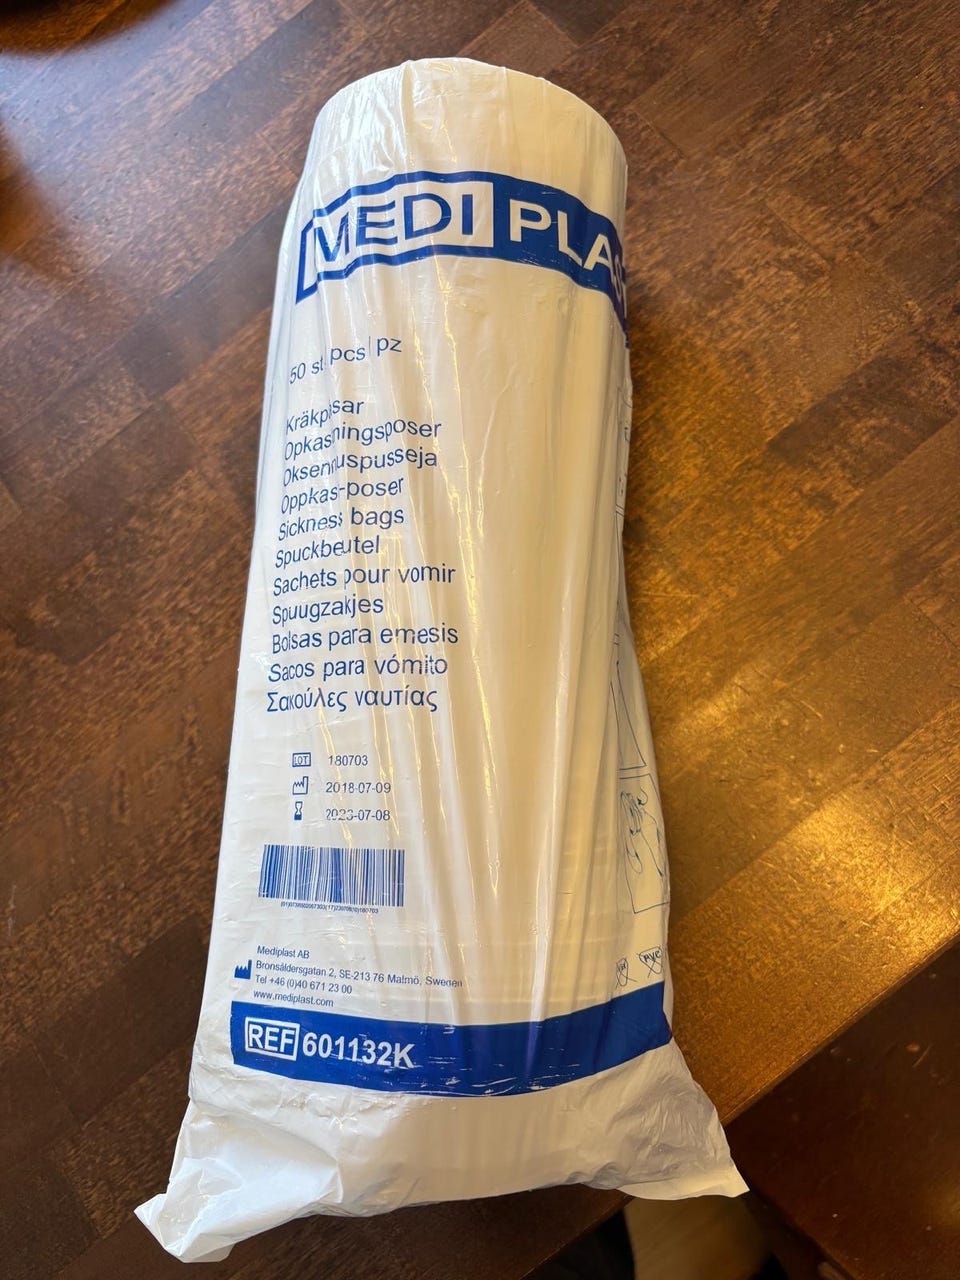 MEDI PLAS
50 st pcs pz
Kräkpåsar
Opkasningsposer
Oksennuspusseja
Oppkas-poser
Sickness bags
Spuckbeutel
Sachets pour vomir
Spuugzakjes
Bolsas para emesis
Sacos para vómito
Σακούλες ναυτίας
LOT 180703
2018-07-09
2023-07-08
Mediplast AB
Bronsåldersgatan 2, SE-213 76 Malmö, Sweden
Tel +46 (0)40 671 23 00
www.mediplast.com
REF 601132K